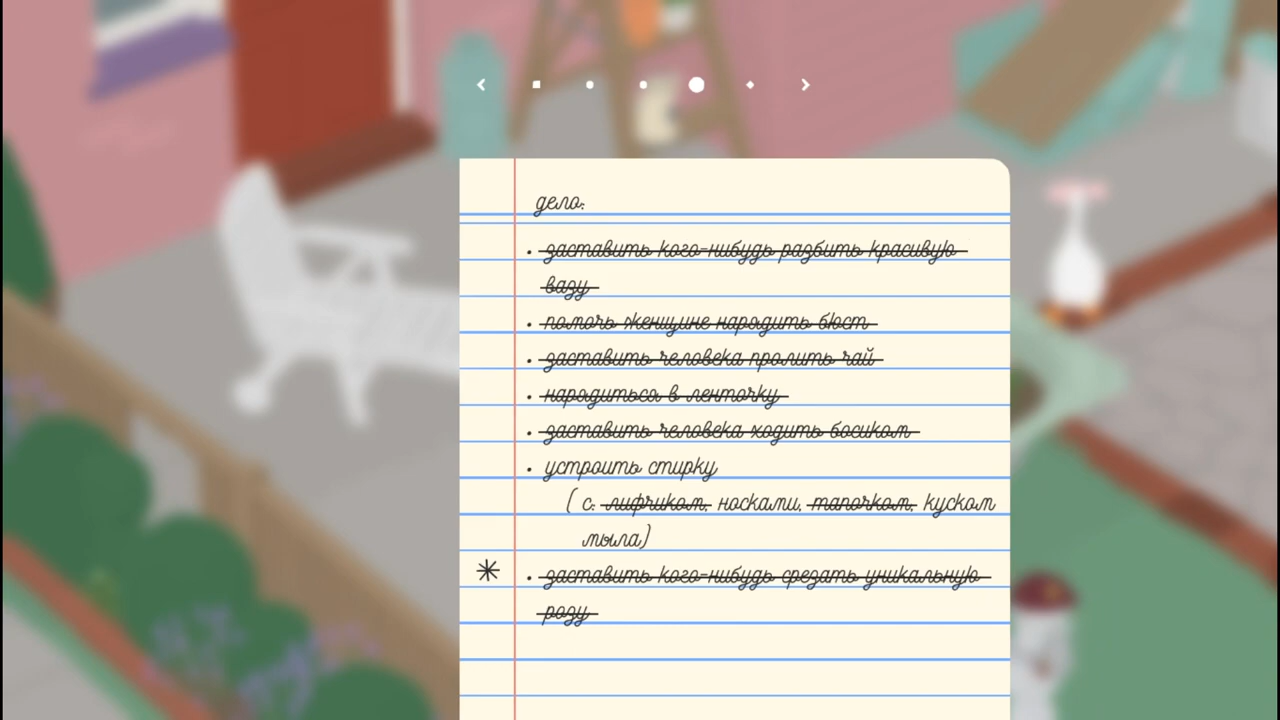 дело:
• заставить кого-нибудь разбить красивую
вазу
• помочь женщине нарядить бюст
• заставить человека пролить чай
• нарядиться в ленточку
• заставить человека ходить босиком
• устроить стирку
( с: лифчиком, носками, тапочком, куском
мыла)
• заставить кого-нибудь срезать уникальную
розу